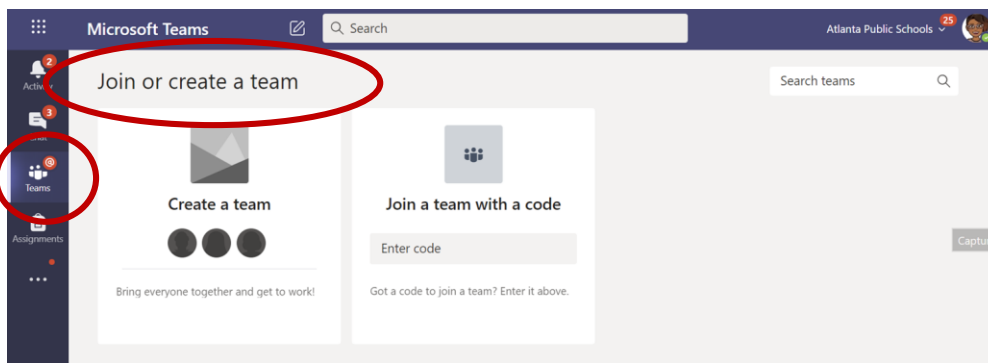 Microsoft Teams
Search
Atlanta Public Schools
25
2
Activity
Join or create a team
Search teams
3
@
Teams
Create a team
Join a team with a code
Assignments
Enter code
Bring everyone together and get to work!
Got a code to join a team? Enter it above.